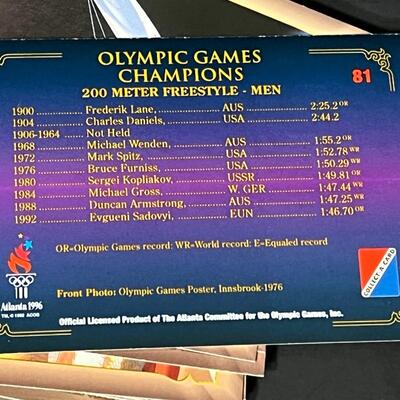 OLYMPIC GAMES
CHAMPIONS
81
200 METER FREESTYLE - MEN
1900 .................. Frederik Lane, .................. AUS .................. 2:25.2 OR
1904 .................. Charles Daniels, .................. USA .................. 2:44.2
1906-1964 ........ Not Held
1968 .................. Michael Wenden, .................. AUS .................. 1:55.2 OR
1972 .................. Mark Spitz, .................. USA .................. 1:52.78 WR
1976 .................. Bruce Furniss, .................. USA .................. 1:50.29 WR
1980 .................. Sergei Kopliakov, .................. USSR .................. 1:49.81 OR
1984 .................. Michael Gross, .................. W. GER .................. 1:47.44 WR
1988 .................. Duncan Armstrong, .................. AUS .................. 1:47.25 WR
1992 .................. Evgueni Sadovyi, .................. EUN .................. 1:46.70 OR
OR=Olympic Games record: WR=World record: E=Equaled record
Atlanta 1996
TM, © 1992 ACOG
Front Photo: Olympic Games Poster, Innsbrook-1976
COLLECT-A-CARD
Official Licensed Product of The Atlanta Committee for the Olympic Games, Inc.